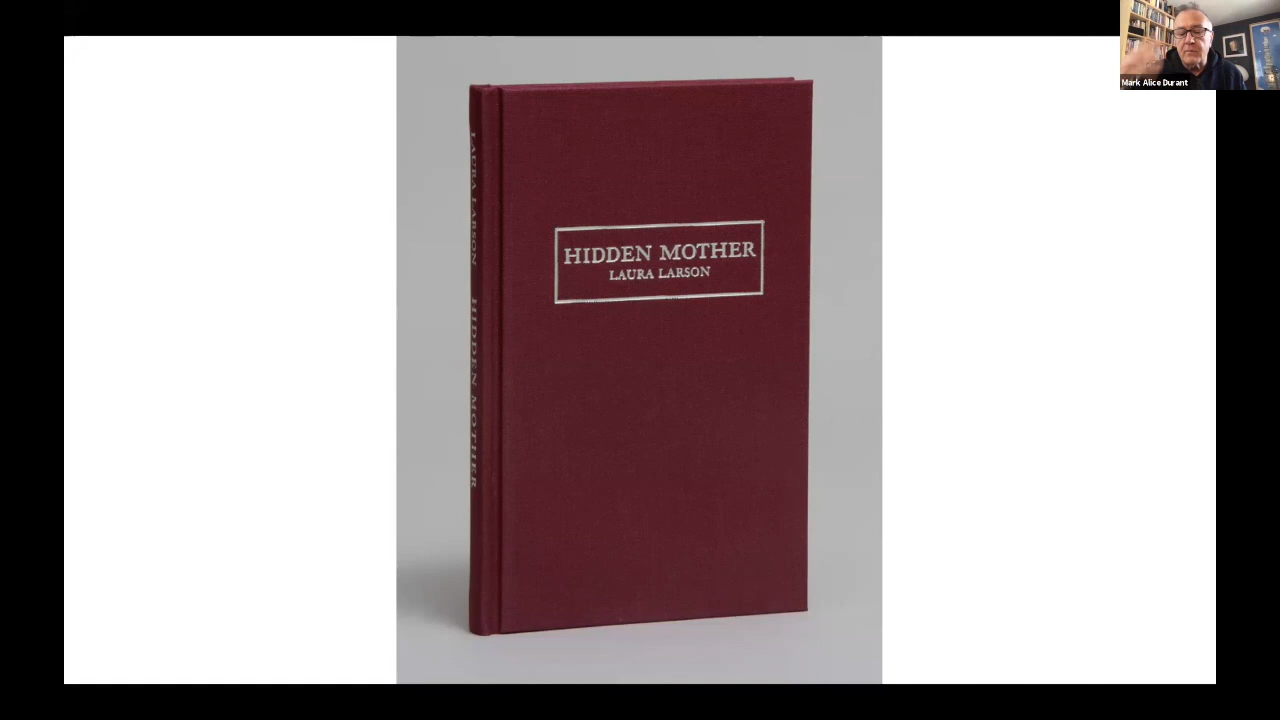 HIDDEN MOTHER
LAURA LARSON
LAURA LARSON HIDDEN MOTHER
Mark Alice Durant